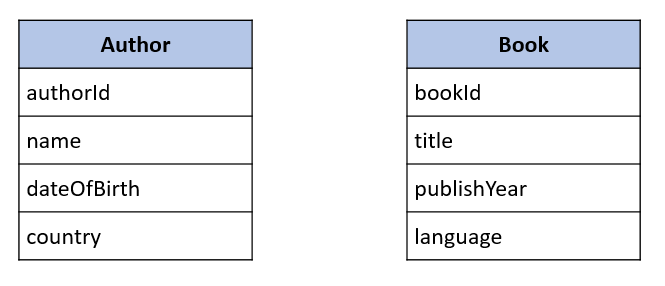 Author
authorId
name
dateOfBirth
country
Book
bookId
title
publishYear
language